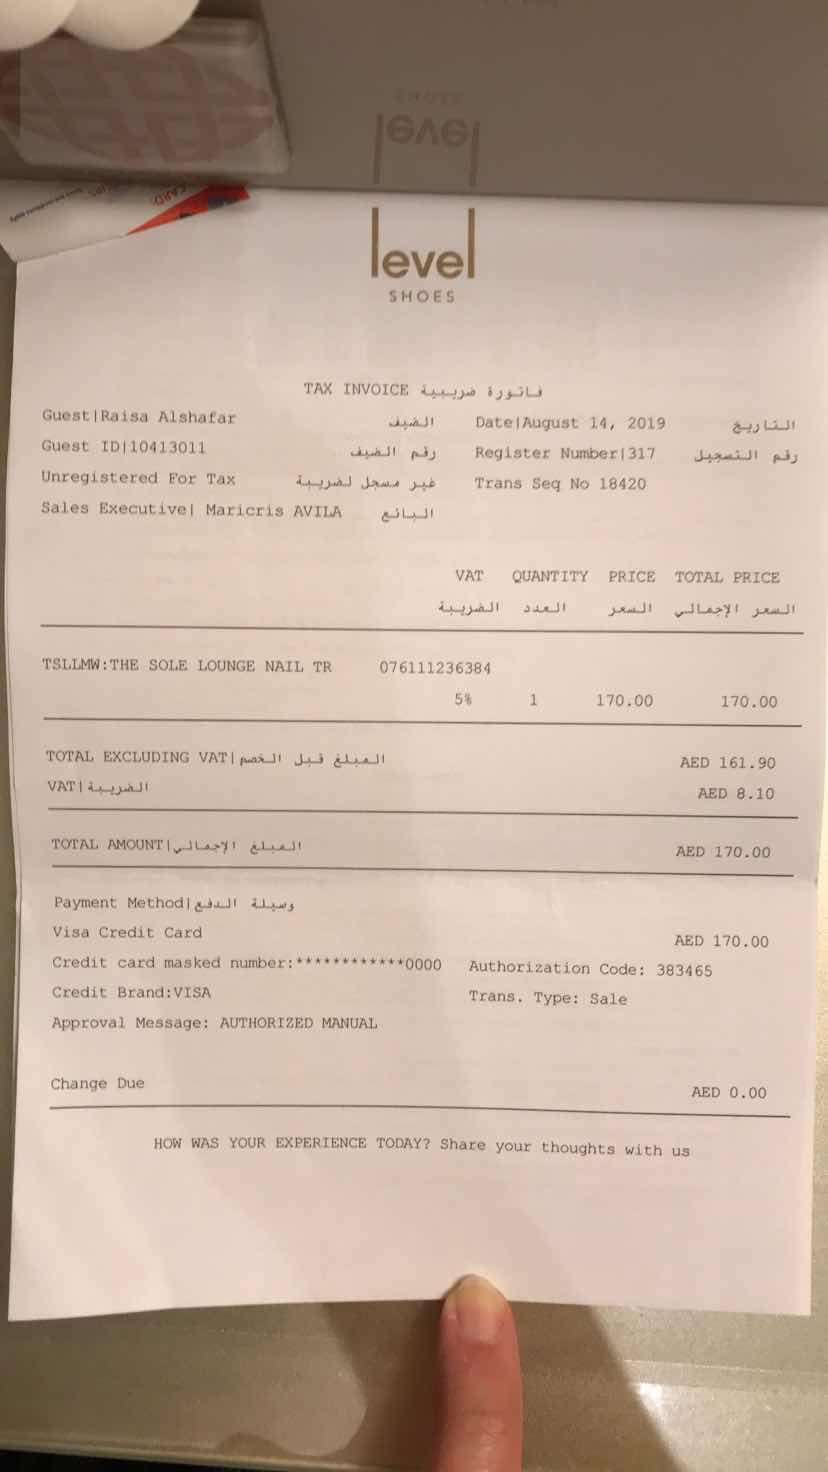 level
SHOES
TAX INVOICE فاتورة ضريبية
Guest|Raisa Alshafar الضيف Date|August 14, 2019 التاريخ
Guest ID|10413011 رقم الضيف Register Number|317 رقم التسجيل
Unregistered For Tax غير مسجل لضريبة Trans Seq No 18420
Sales Executive| Maricris AVILA البائع
VAT QUANTITY PRICE TOTAL PRICE
الضريبة العدد السعر السعر الإجمالي
TSLLMW:THE SOLE LOUNGE NAIL TR 076111236384
5% 1 170.00 170.00
TOTAL EXCLUDING VAT|المبلغ قبل الخصم AED 161.90
VAT|الضريبة AED 8.10
TOTAL AMOUNT|المبلغ الإجمالي AED 170.00
Payment Method|وسيلة الدفع
Visa Credit Card AED 170.00
Credit card masked number:************0000 Authorization Code: 383465
Credit Brand:VISA Trans. Type: Sale
Approval Message: AUTHORIZED MANUAL
Change Due AED 0.00
HOW WAS YOUR EXPERIENCE TODAY? Share your thoughts with us